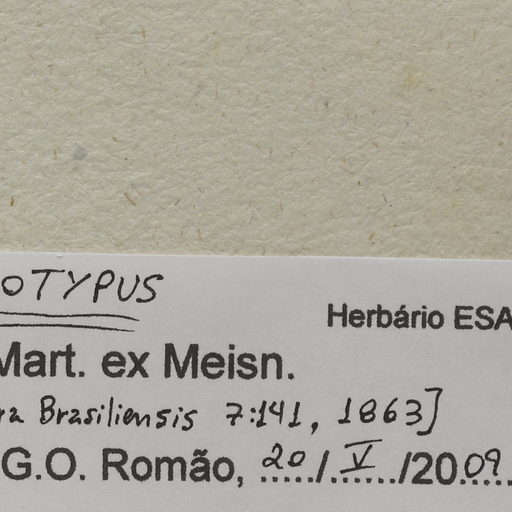 OTYPUS
Herbário ESA
Mart. ex Meisn.
ra Brasiliensis 7:141, 1863]
G.O. Romão, 20/V/2009